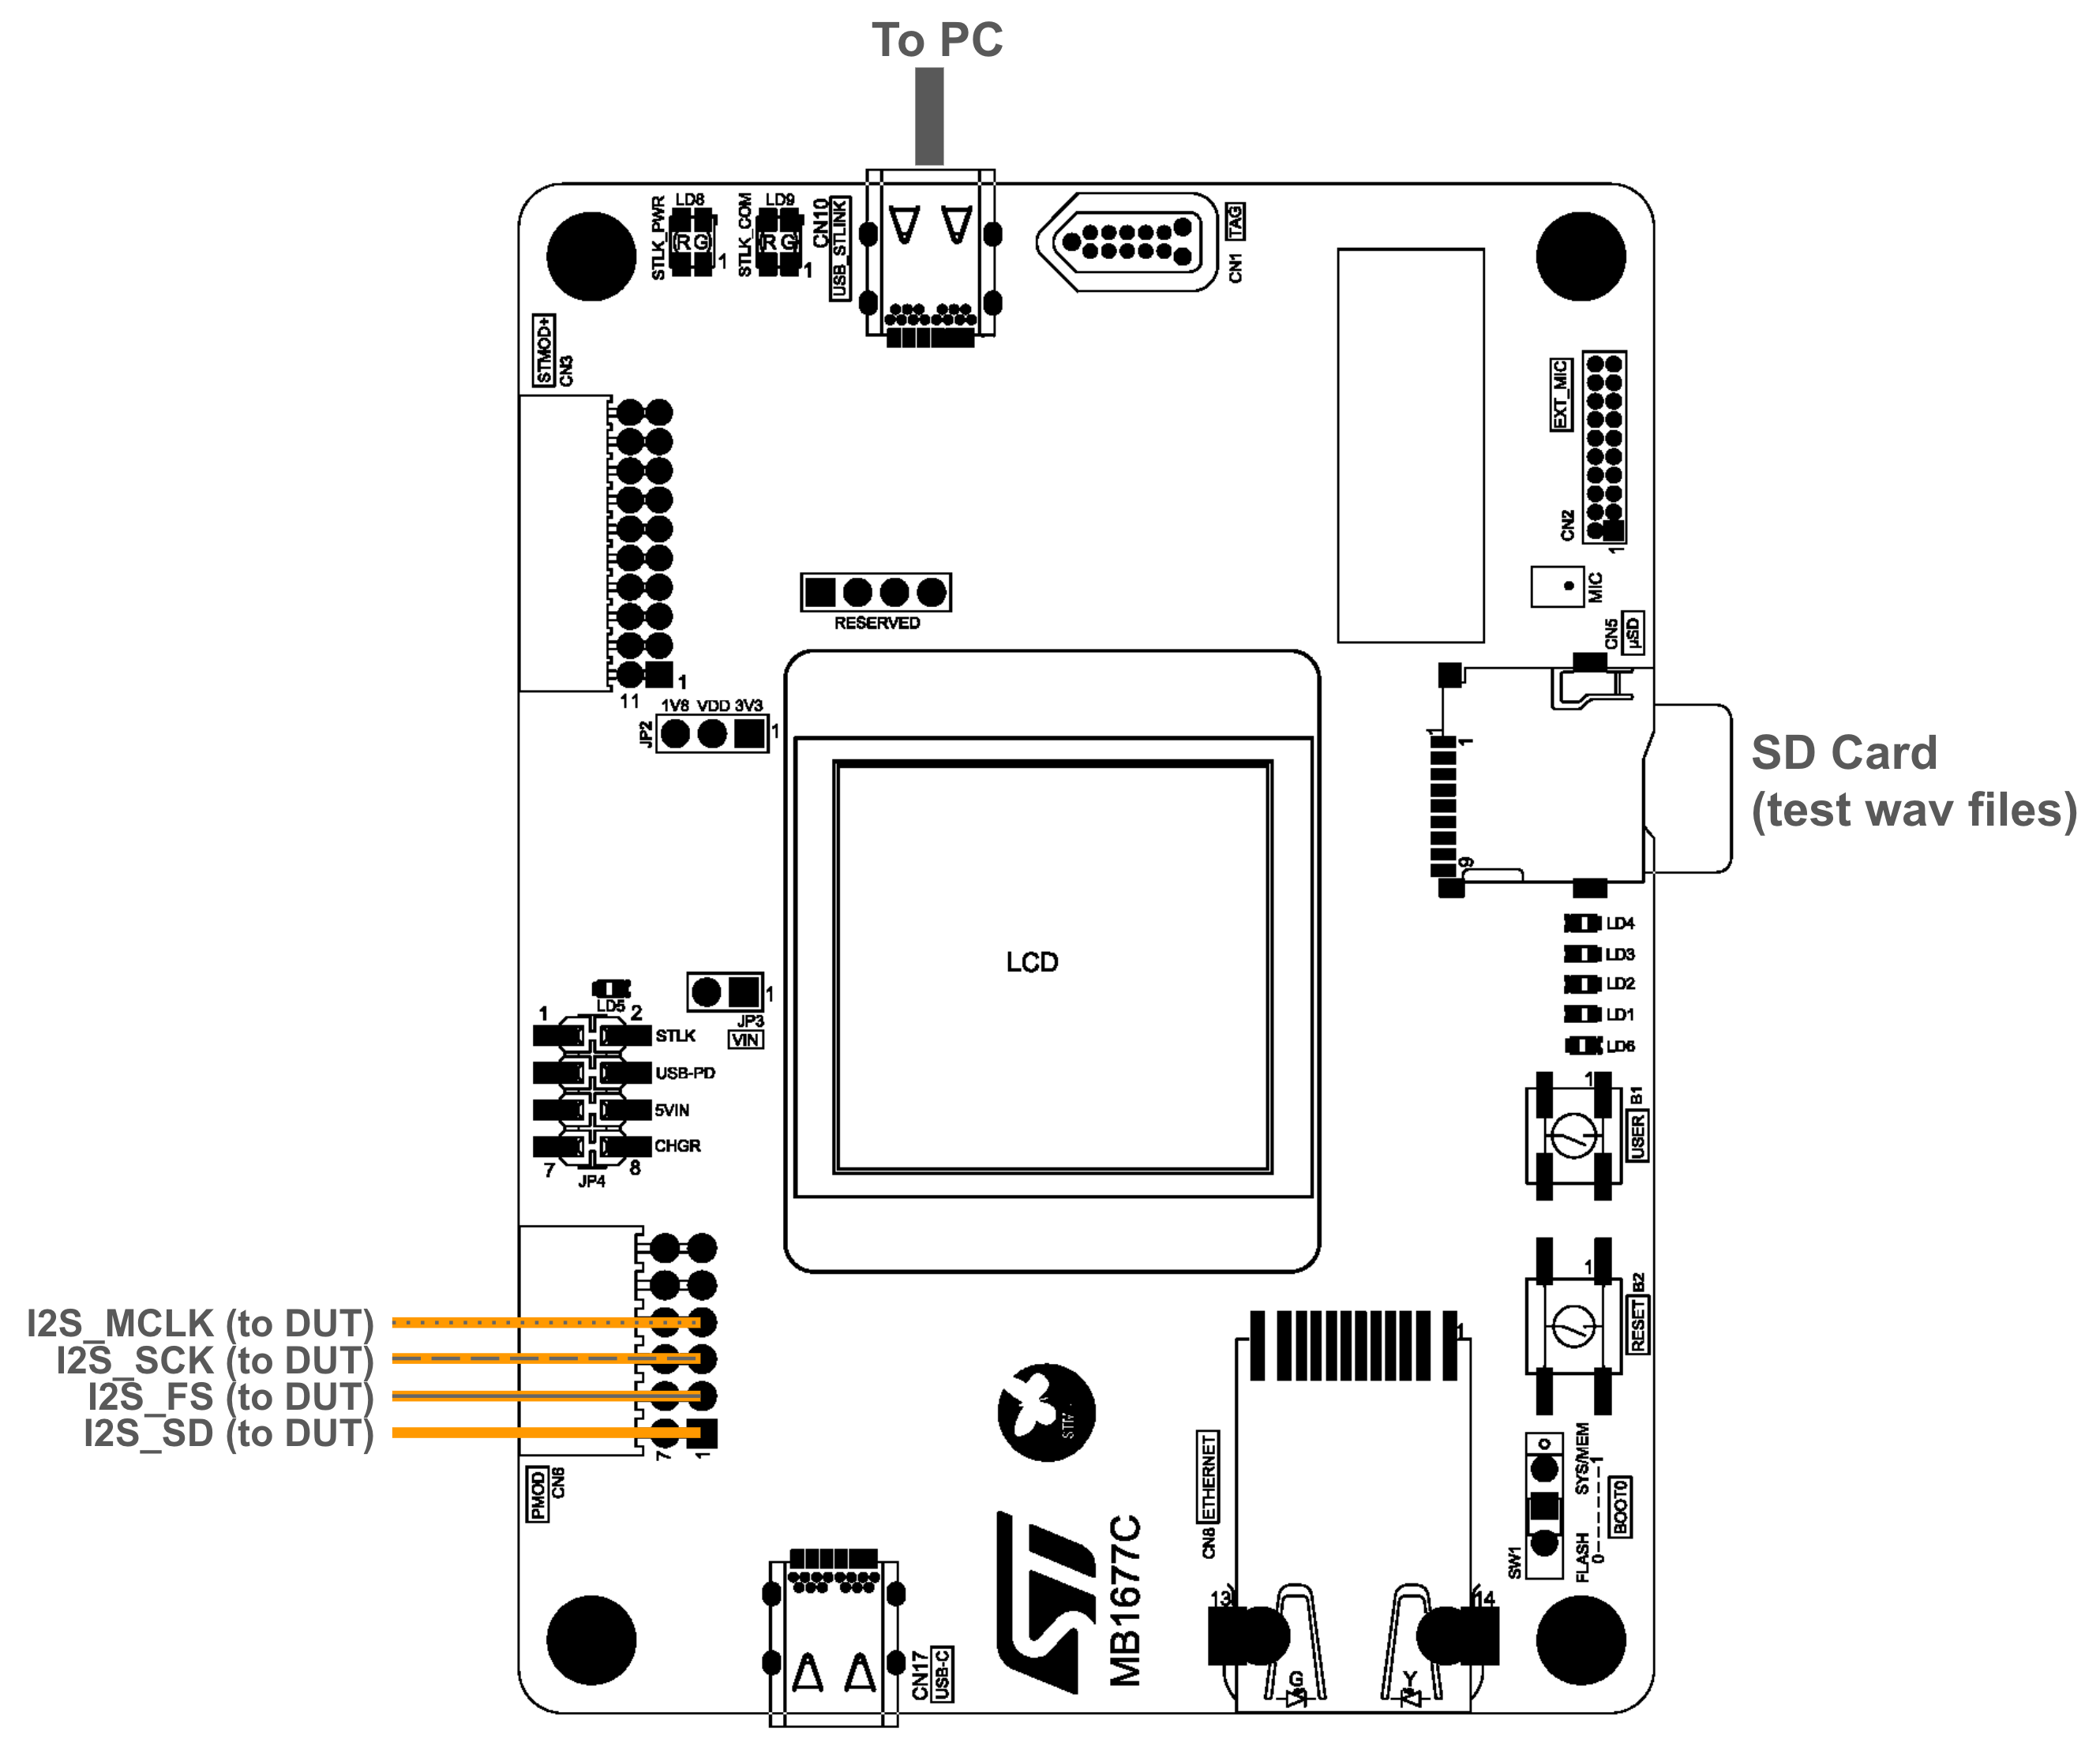 To PC
STLK_PWR
LD8
R G
1
STLK_COM
LD9
R G
1
CN10
USB_STLINK
CN1
TAG
STMOD+
CN3
EXT_MIC
CN2
1
MIC
CN5
µSD
RESERVED
1
11
1V8 VDD 3V3
JP2
1
1
1
9
SD Card
(test wav files)
LCD
LD4
LD3
LD2
LD1
LD6
LD5
1
2
STLK
USB-PD
5VIN
CHGR
7
8
JP4
1
JP3
VIN
1
B1
USER
1
B2
RESET
I2S_MCLK (to DUT)
I2S_SCK (to DUT)
I2S_FS (to DUT)
I2S_SD (to DUT)
7
1
PMOD
CN6
1
CN8
ETHERNET
SW1
SYS/MEM
1
BOOT0
FLASH
0
ST
MB1677C
13
14
G
Y
CN17
USB-C